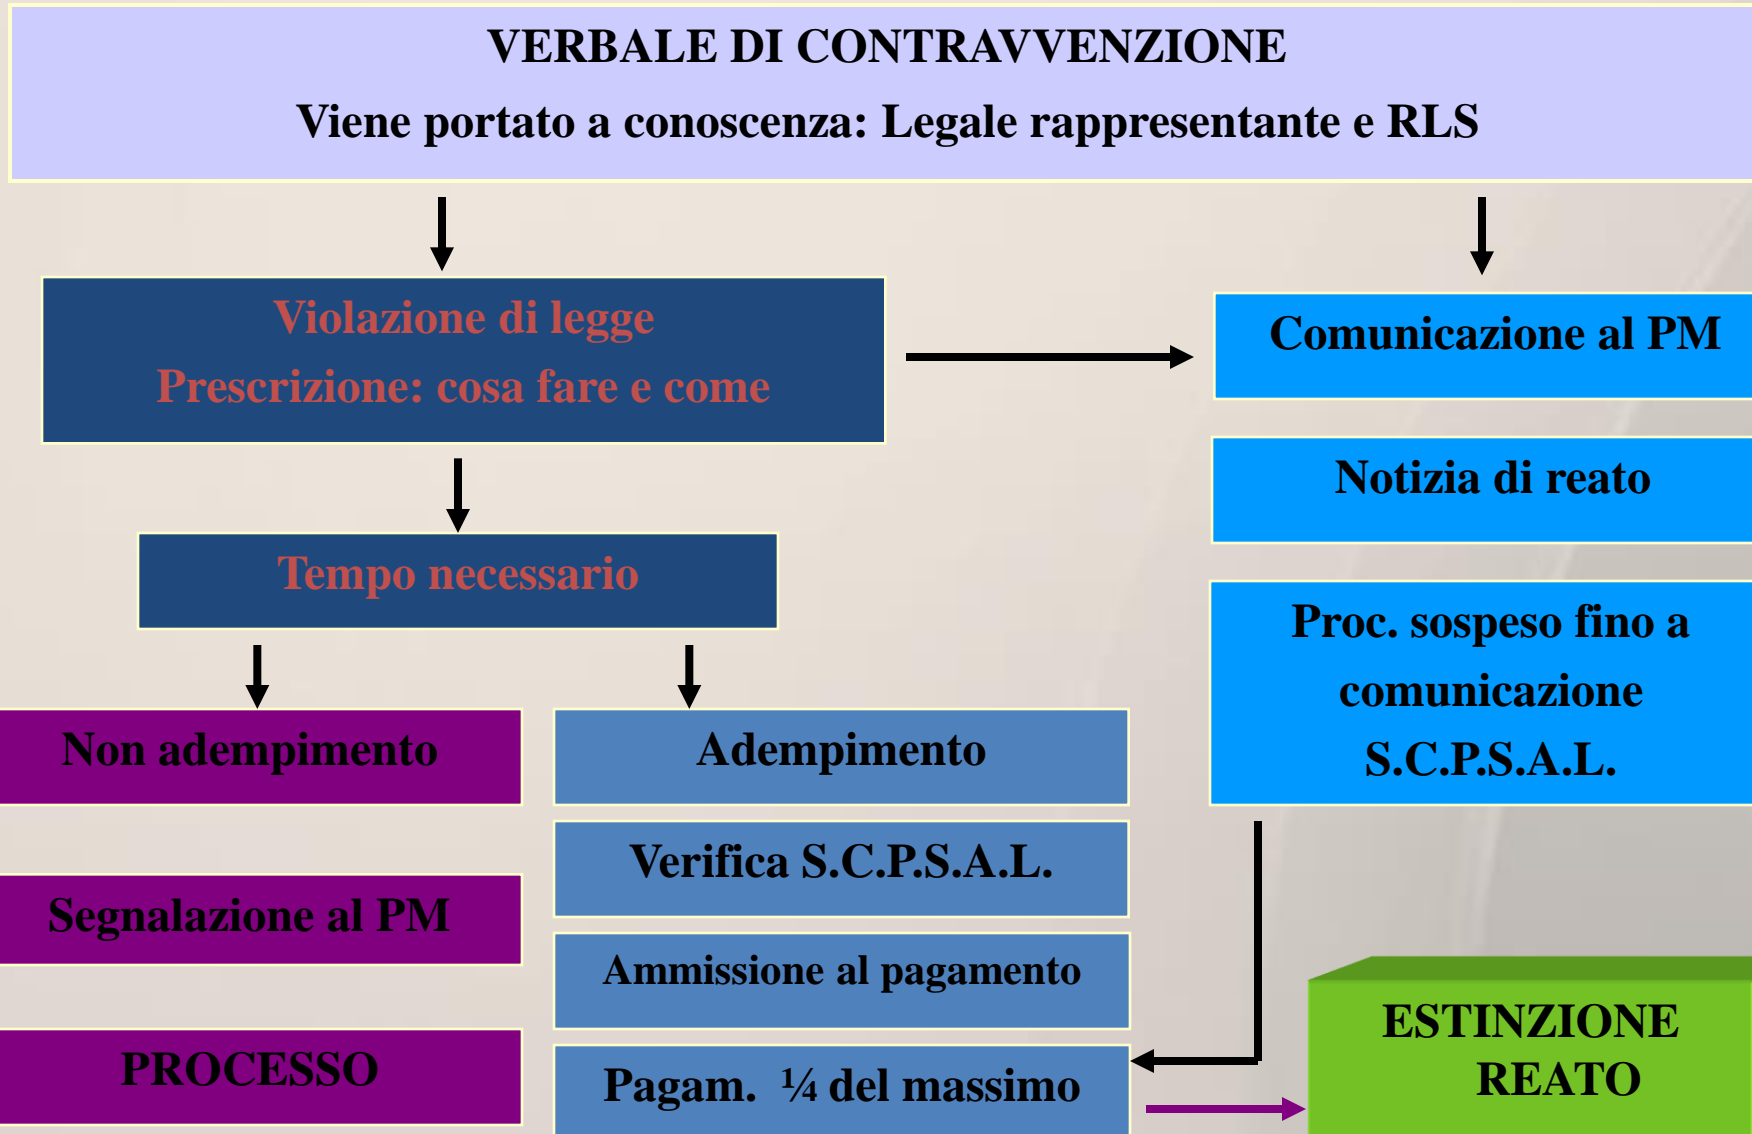 VERBALE DI CONTRAVVENZIONE
Viene portato a conoscenza: Legale rappresentante e RLS
Violazione di legge
Prescrizione: cosa fare e come
Comunicazione al PM
Notizia di reato
Tempo necessario
Proc. sospeso fino a
comunicazione
S.C.P.S.A.L.
Non adempimento
Adempimento
Verifica S.C.P.S.A.L.
Segnalazione al PM
Ammissione al pagamento
PROCESSO
Pagam. ¼ del massimo
ESTINZIONE
REATO